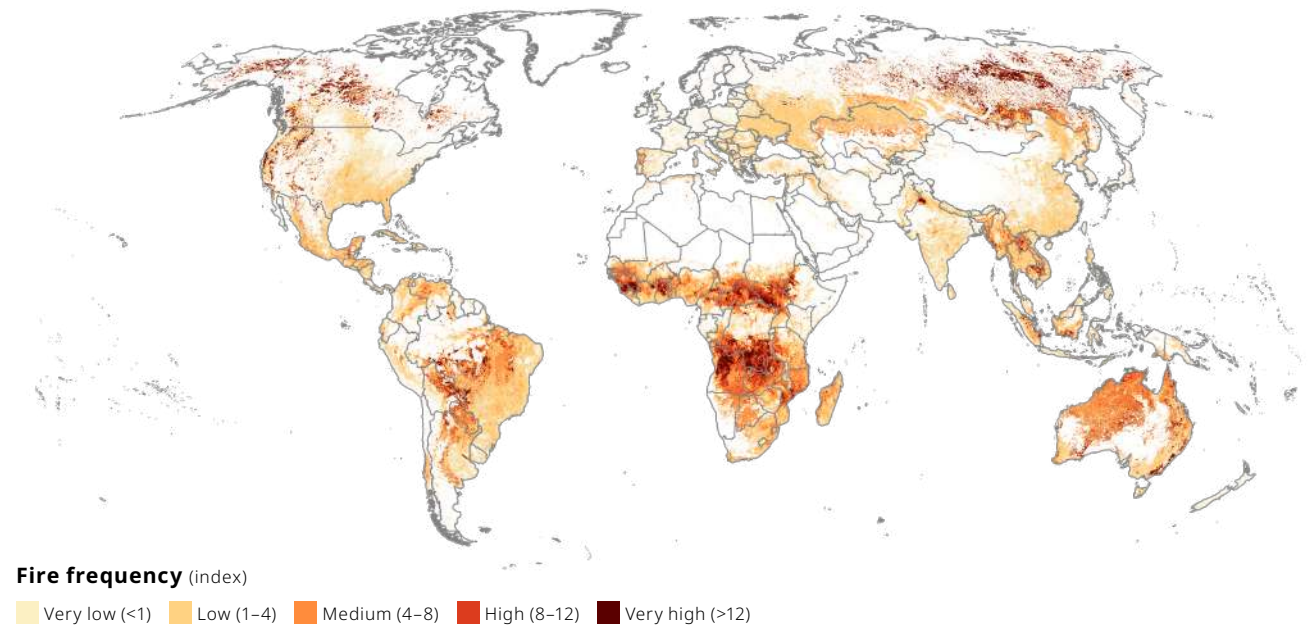 Fire frequency (index)
Very low (<1) Low (1–4) Medium (4–8) High (8–12) Very high (>12)